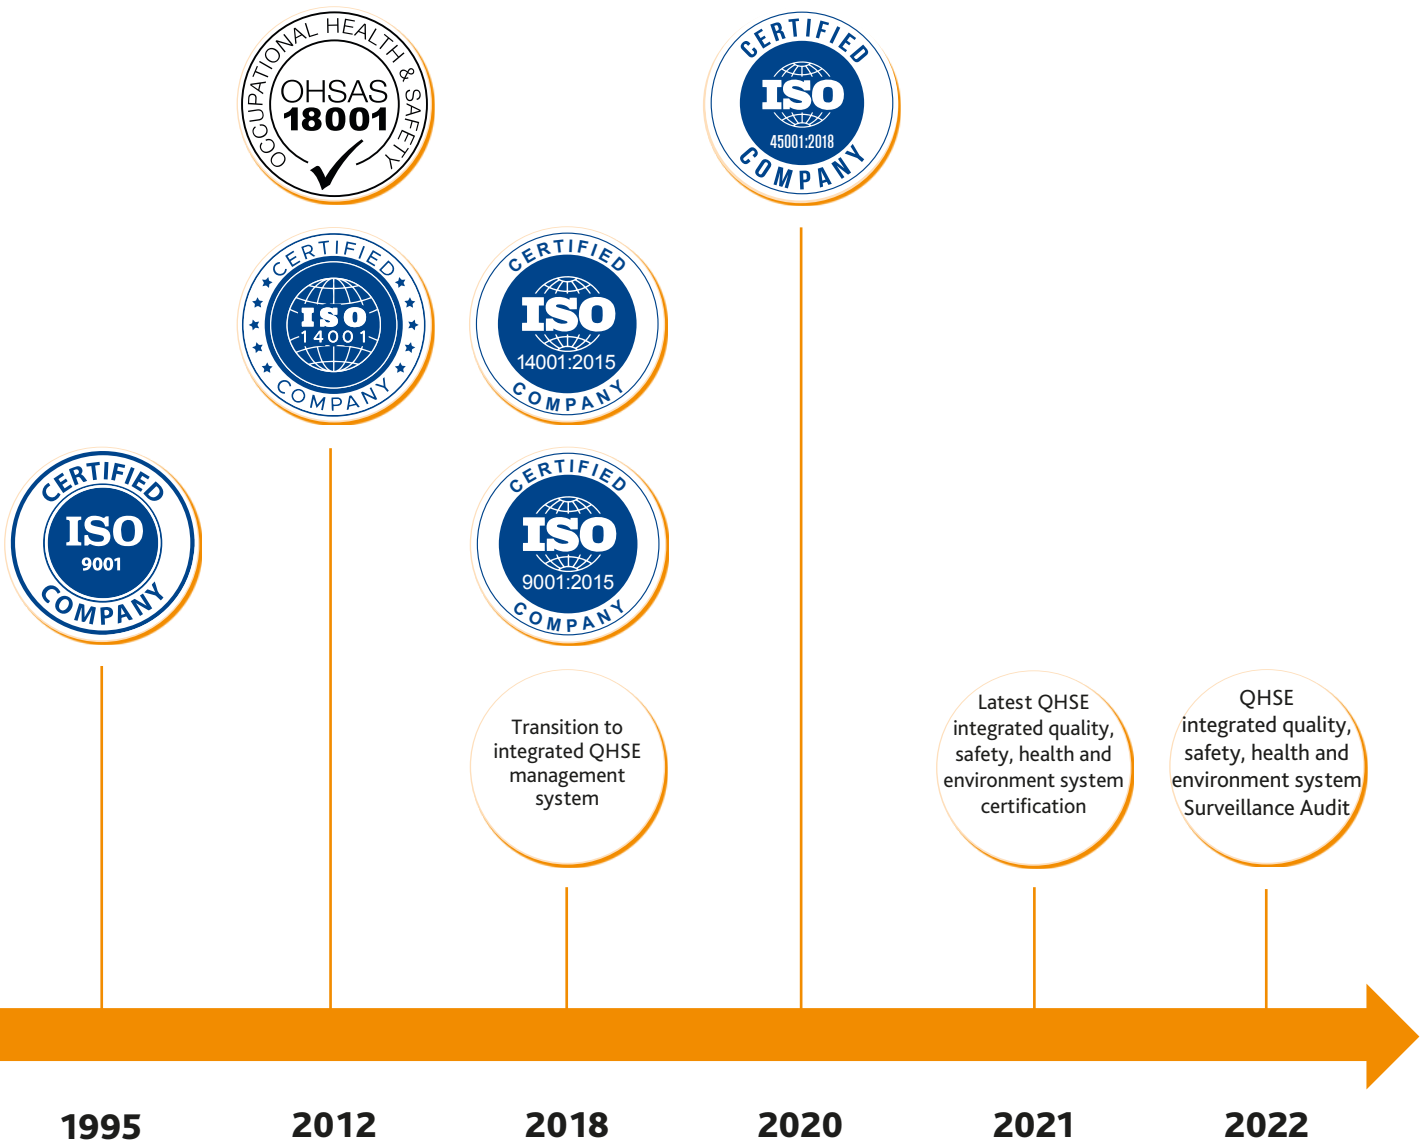 OCCUPATIONAL HEALTH & SAFETY
OHSAS
18001
CERTIFIED
ISO
45001:2018
COMPANY
CERTIFIED
ISO
14001
COMPANY
CERTIFIED
ISO
14001:2015
COMPANY
CERTIFIED
ISO
9001
COMPANY
CERTIFIED
ISO
9001:2015
COMPANY
Transition to
integrated QHSE
management
system
Latest QHSE
integrated quality,
safety, health and
environment system
certification
QHSE
integrated quality,
safety, health and
environment system
Surveillance Audit
1995
2012
2018
2020
2021
2022